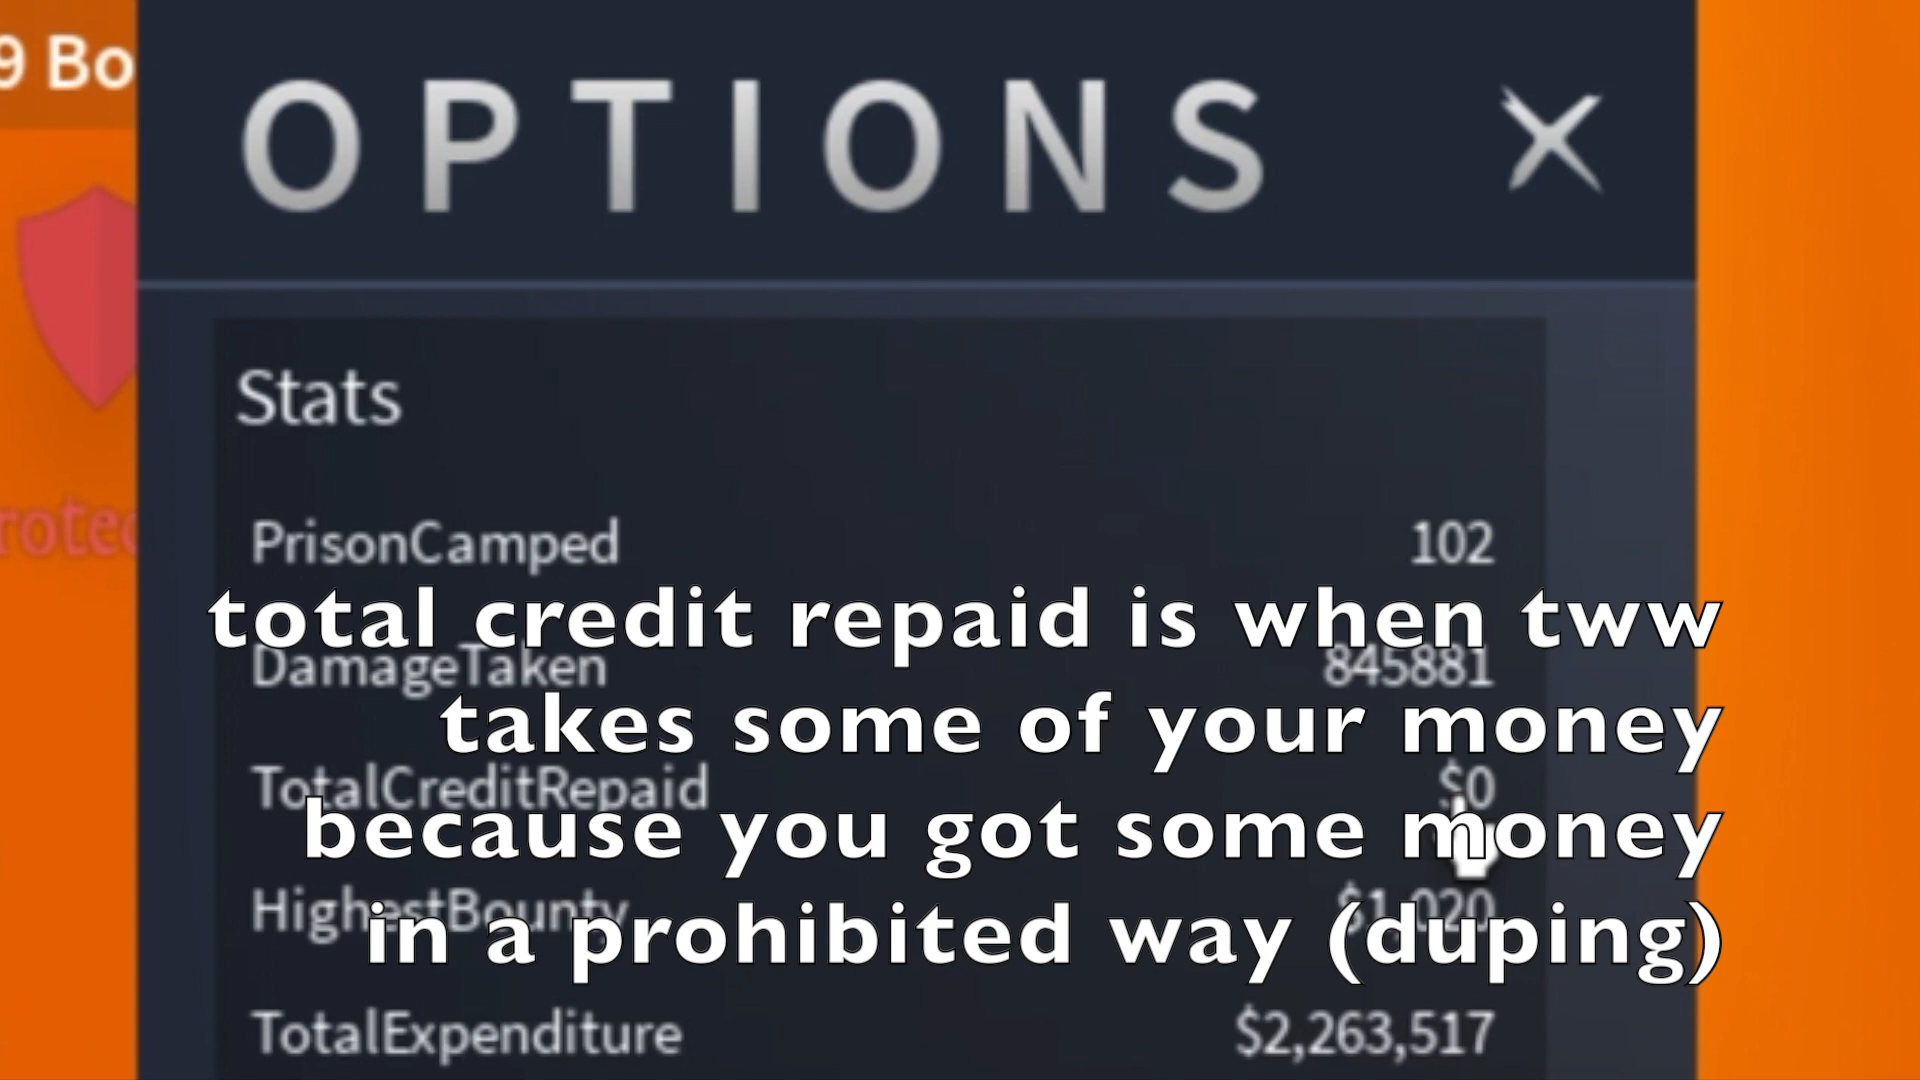 9 Bo
OPTIONS
Stats
rotec
PrisonCamped 102
total credit repaid is when tww
DamageTaken 845881
takes some of your money
TotalCreditRepaid $0
because you got some money
HighestBounty $1,020
in a prohibited way (duping)
TotalExpenditure $2,263,517